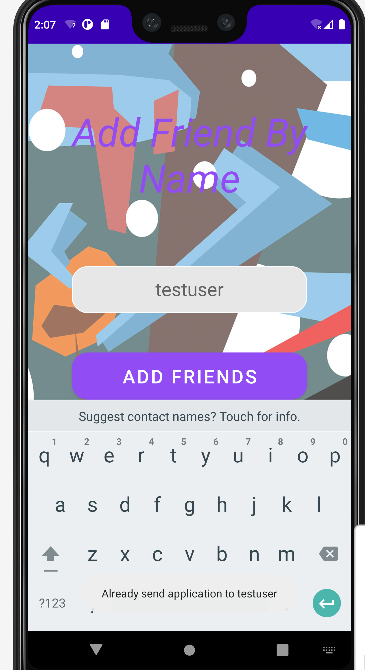 2:07
Add Friend By
Name
testuser
ADD FRIENDS
Suggest contact names? Touch for info.
1 2 3 4 5 6 7 8 9 0
q w e r t y u i o p
a s d f g h j k l
z x c v b n m
?123
Already send application to testuser